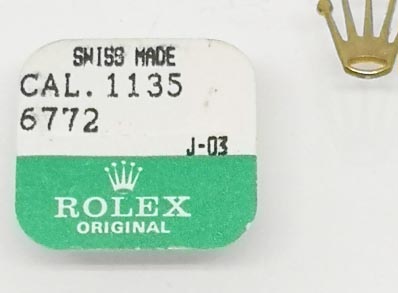 SWISS MADE
CAL. 1135
6772
J-03
ROLEX
ORIGINAL